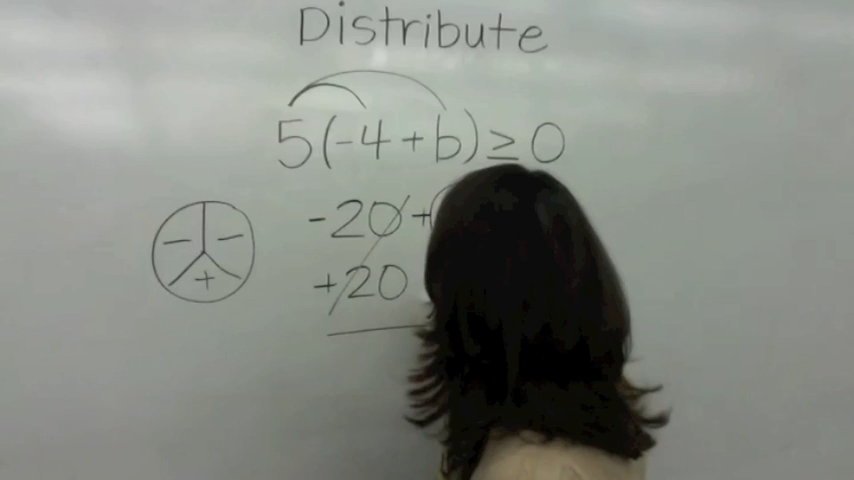 Distribute
5(-4+b)≥0
-20+
+20
- -
+